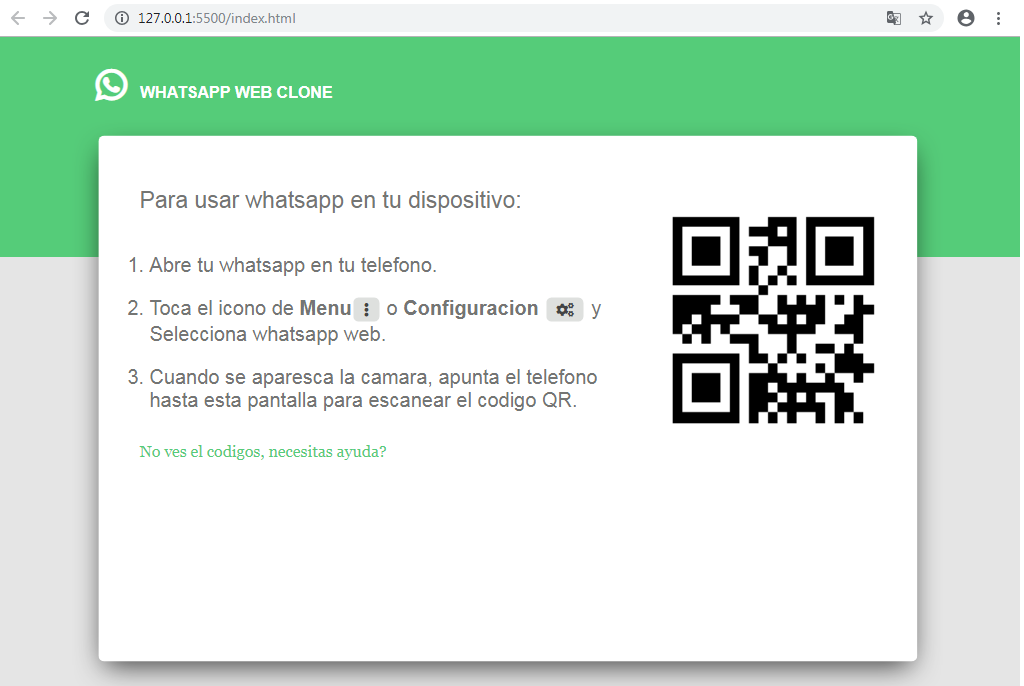 127.0.0.1:5500/index.html
WHATSAPP WEB CLONE
Para usar whatsapp en tu dispositivo:
1. Abre tu whatsapp en tu telefono.
2. Toca el icono de Menu o Configuracion y
Selecciona whatsapp web.
3. Cuando se aparesca la camara, apunta el telefono
hasta esta pantalla para escanear el codigo QR.
No ves el codigos, necesitas ayuda?